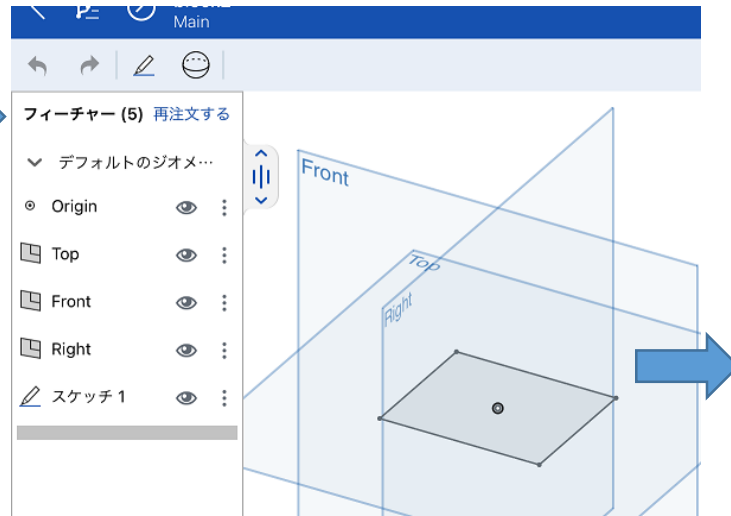 Main
フィーチャー (5) 再注文する
デフォルトのジオメ…
Origin
Top
Front
Right
スケッチ 1
Front
Top
Right